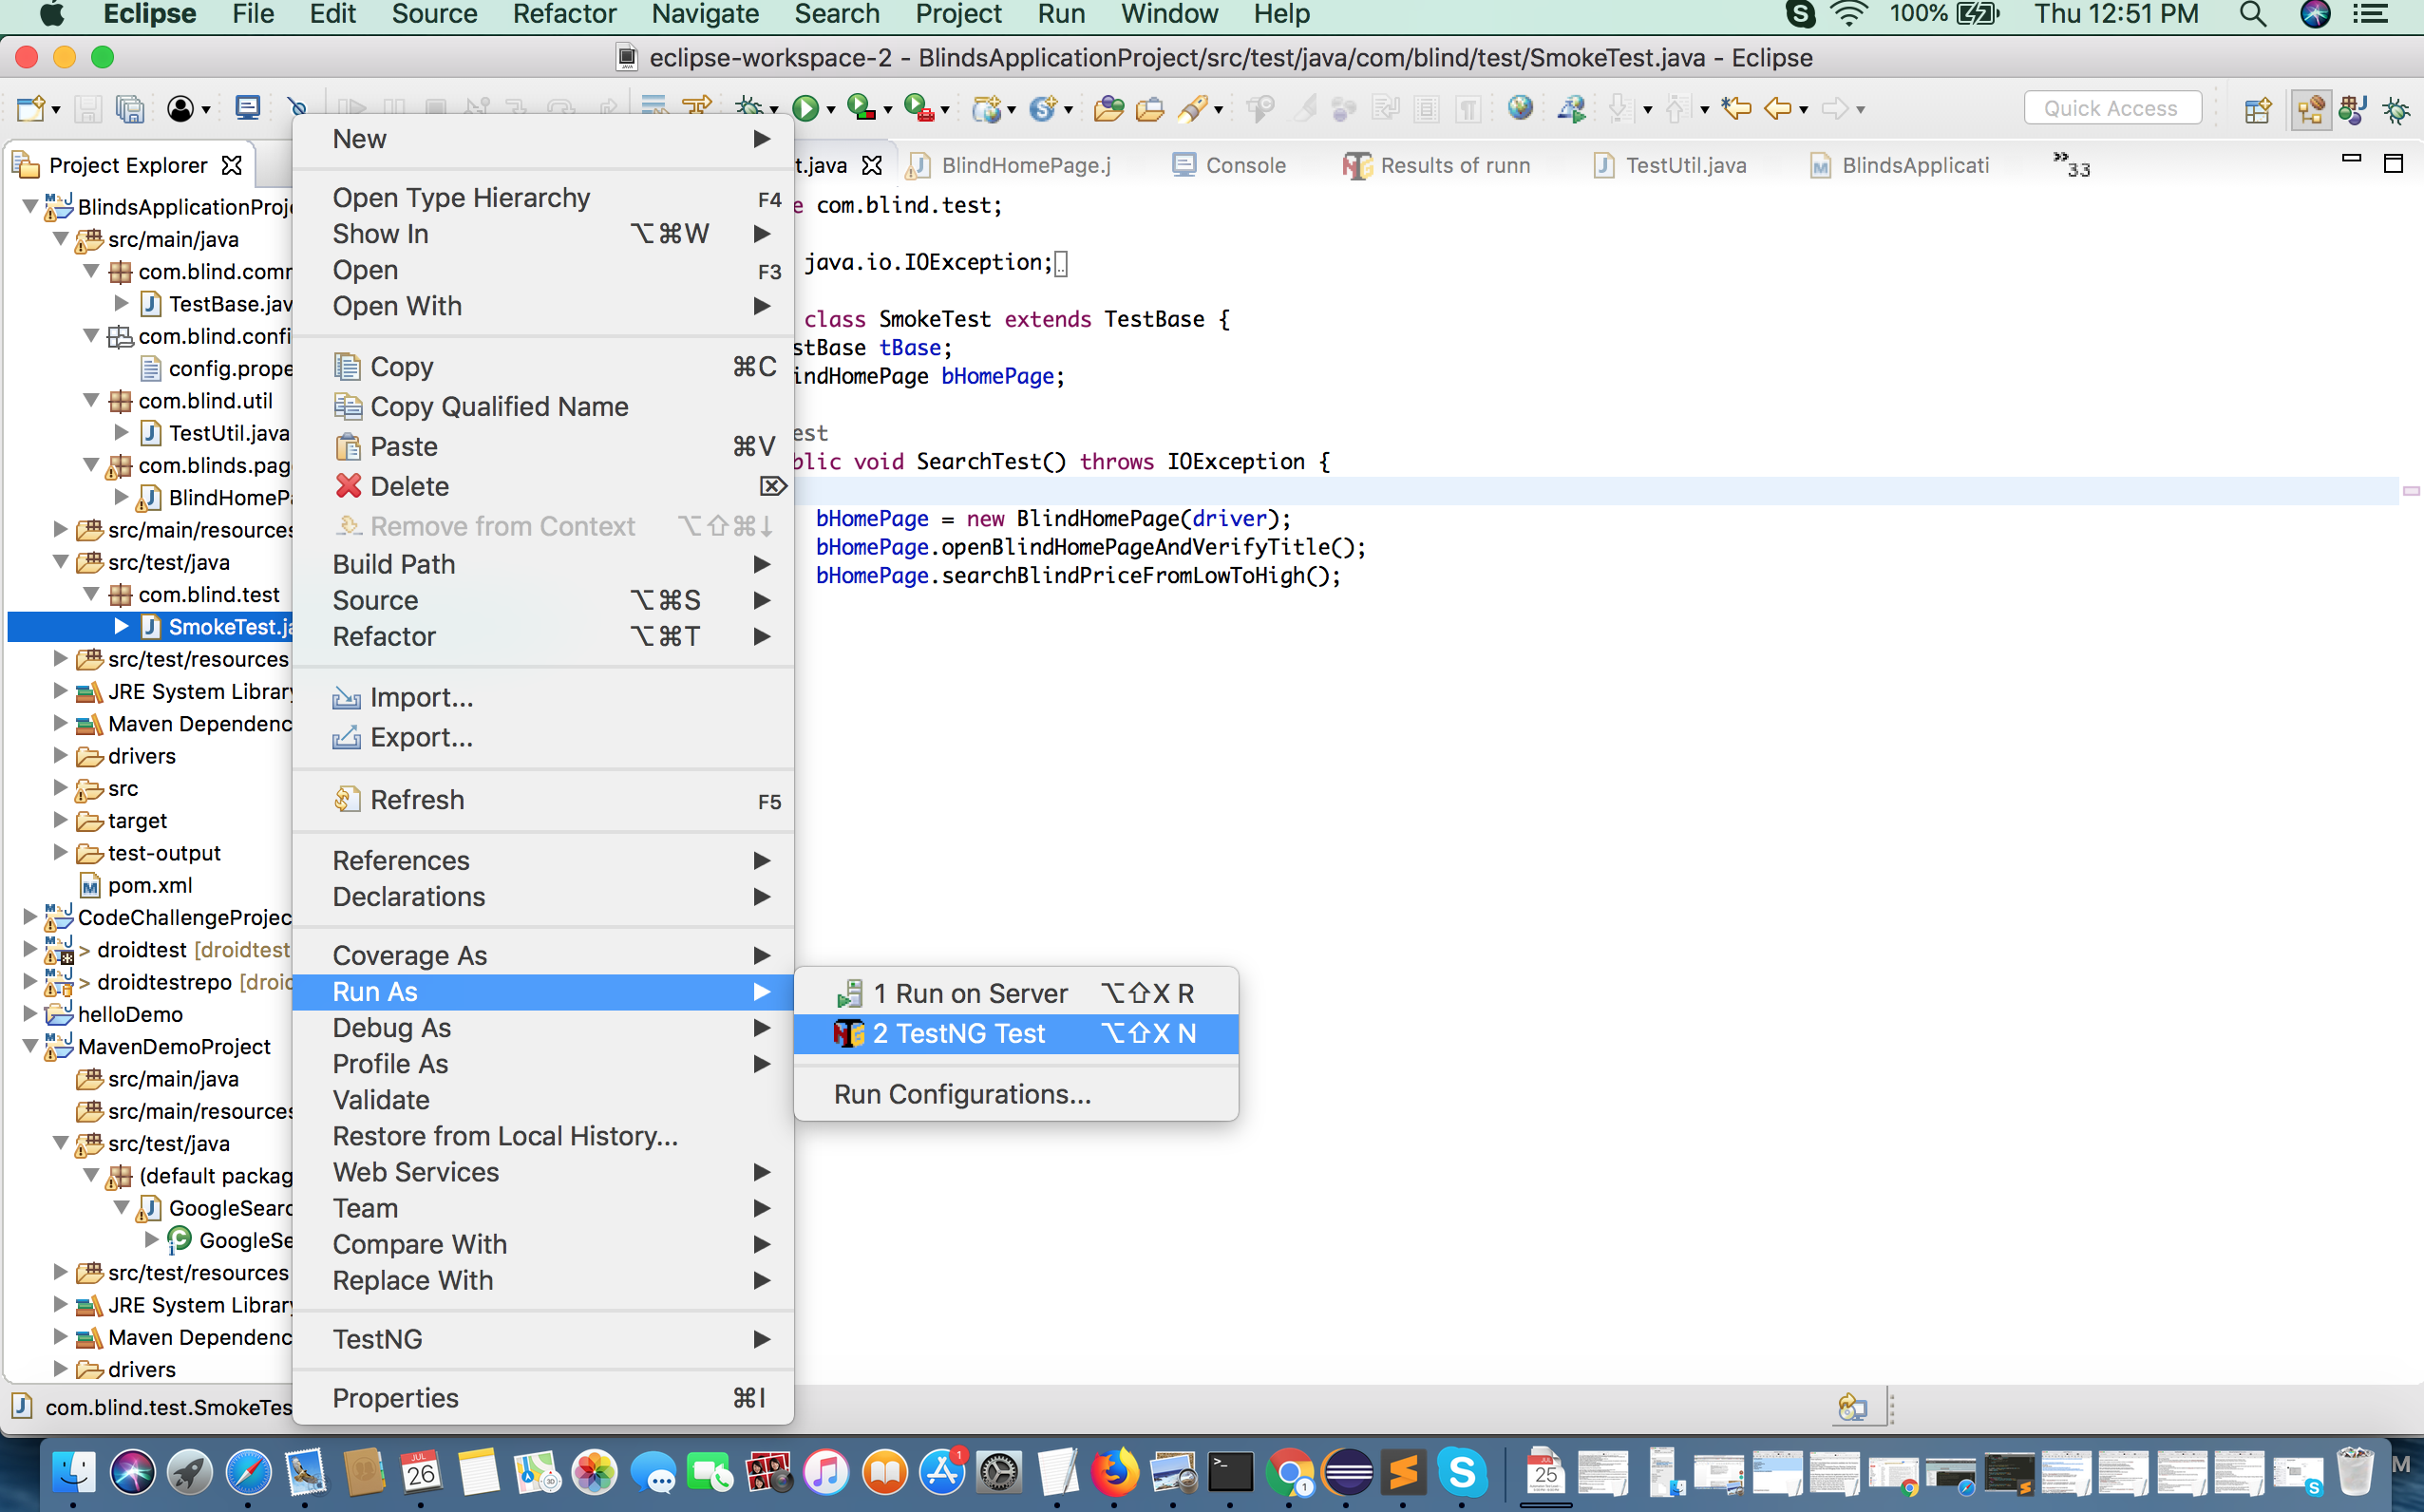 Eclipse File Edit Source Refactor Navigate Search Project Run Window Help 100% Thu 12:51 PM
eclipse-workspace-2 - BlindsApplicationProject/src/test/java/com/blind/test/SmokeTest.java - Eclipse
Quick Access
Project Explorer
t.java BlindHomePage.j Console Results of runn TestUtil.java BlindsApplicati »33
BlindsApplicationProj
src/main/java
com.blind.comm
TestBase.jav
com.blind.confi
config.prope
com.blind.util
TestUtil.java
com.blinds.pag
BlindHomePa
src/main/resources
src/test/java
com.blind.test
SmokeTest.ja
src/test/resources
JRE System Library
Maven Dependenc
drivers
src
target
test-output
pom.xml
CodeChallengeProjec
> droidtest [droidtest
> droidtestrepo [droid
helloDemo
MavenDemoProject
src/main/java
src/main/resources
src/test/java
(default packag
GoogleSearc
GoogleSe
src/test/resources
JRE System Library
Maven Dependenc
drivers
New
Open Type Hierarchy F4
Show In ⌥⌘W
Open F3
Open With
Copy ⌘C
Copy Qualified Name
Paste ⌘V
Delete ⌦
Remove from Context ⌥⇧⌘↓
Build Path
Source ⌥⌘S
Refactor ⌥⌘T
Import...
Export...
Refresh F5
References
Declarations
Coverage As
Run As
Debug As
Profile As
Validate
Restore from Local History...
Web Services
Team
Compare With
Replace With
TestNG
Properties ⌘I
1 Run on Server ⌥⇧X R
2 TestNG Test ⌥⇧X N
Run Configurations...
e com.blind.test;
java.io.IOException;
class SmokeTest extends TestBase {
stBase tBase;
indHomePage bHomePage;
est
blic void SearchTest() throws IOException {
bHomePage = new BlindHomePage(driver);
bHomePage.openBlindHomePageAndVerifyTitle();
bHomePage.searchBlindPriceFromLowToHigh();
com.blind.test.SmokeTes
JUL
26
1
1
25
M